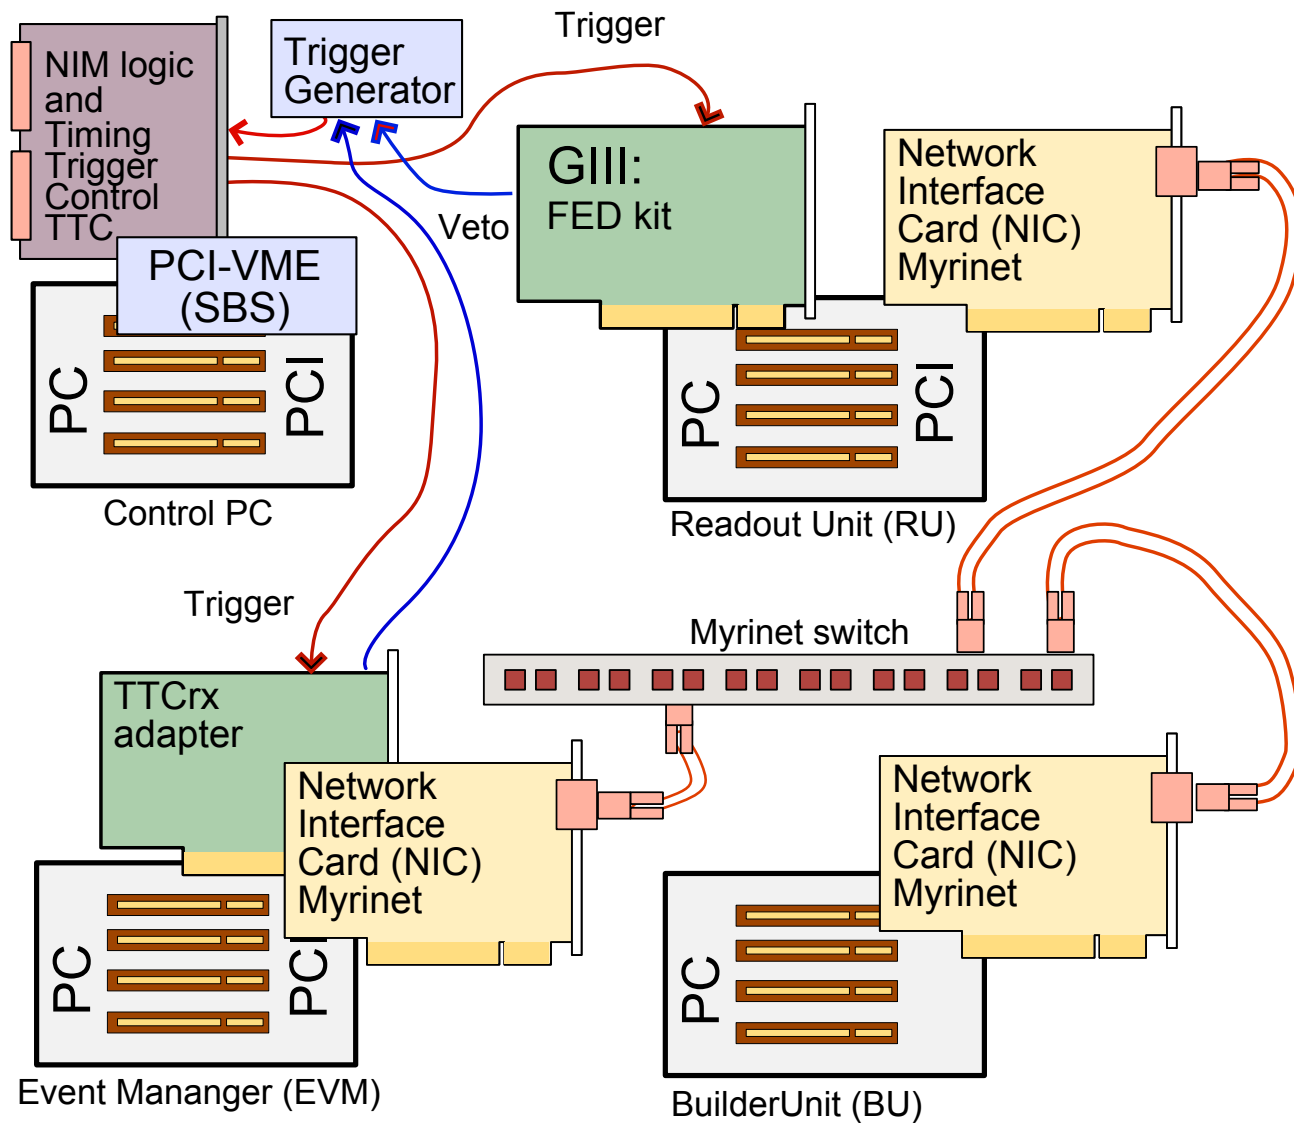 Trigger
NIM logic
and
Timing
Trigger
Control
TTC
Trigger
Generator
GIII:
FED kit
Network
Interface
Card (NIC)
Myrinet
Veto
PCI-VME
(SBS)
PC
PCI
PC
PCI
Control PC
Readout Unit (RU)
Trigger
Myrinet switch
TTCrx
adapter
Network
Interface
Card (NIC)
Myrinet
Network
Interface
Card (NIC)
Myrinet
PC
PCI
PC
Event Mananger (EVM)
BuilderUnit (BU)